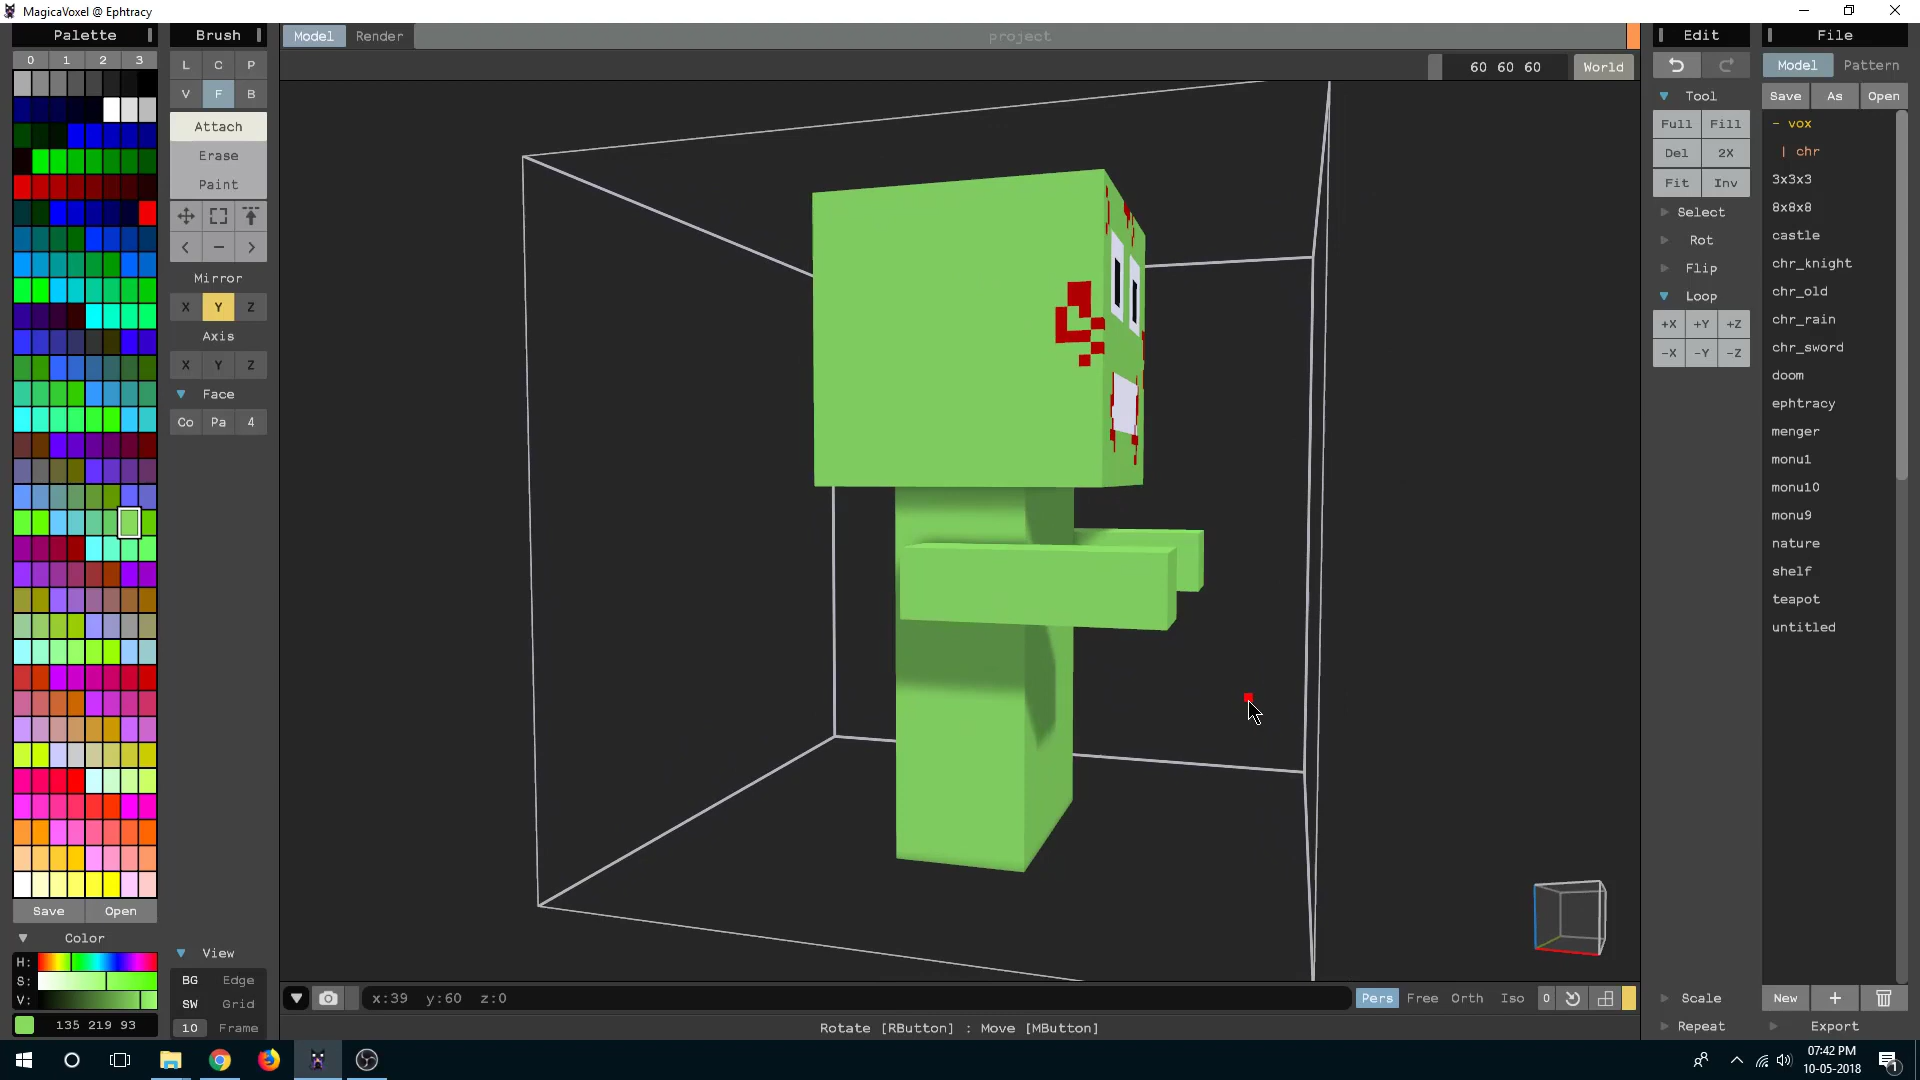 MagicaVoxel @ Ephtracy
Palette
Brush
Model
Render
project
Edit
File
0 1 2 3
L C P
V F B
60 60 60
World
Model
Pattern
Attach
Erase
Paint
Mirror
X Y Z
Axis
X Y Z
Face
Co Pa 4
Tool
Full Fill
Del 2X
Fit Inv
Select
Rot
Flip
Loop
+X +Y +Z
-X -Y -Z
Save As Open
- vox
| chr
3x3x3
8x8x8
castle
chr_knight
chr_old
chr_rain
chr_sword
doom
ephtracy
menger
monu1
monu10
monu9
nature
shelf
teapot
untitled
Save Open
Color
H:
S:
V:
135 219 93
View
BG Edge
SW Grid
10 Frame
x:39 y:60 z:0
Pers Free Orth Iso 0
Rotate [RButton] : Move [MButton]
Scale
Repeat
New +
Export
07:42 PM
10-05-2018
1